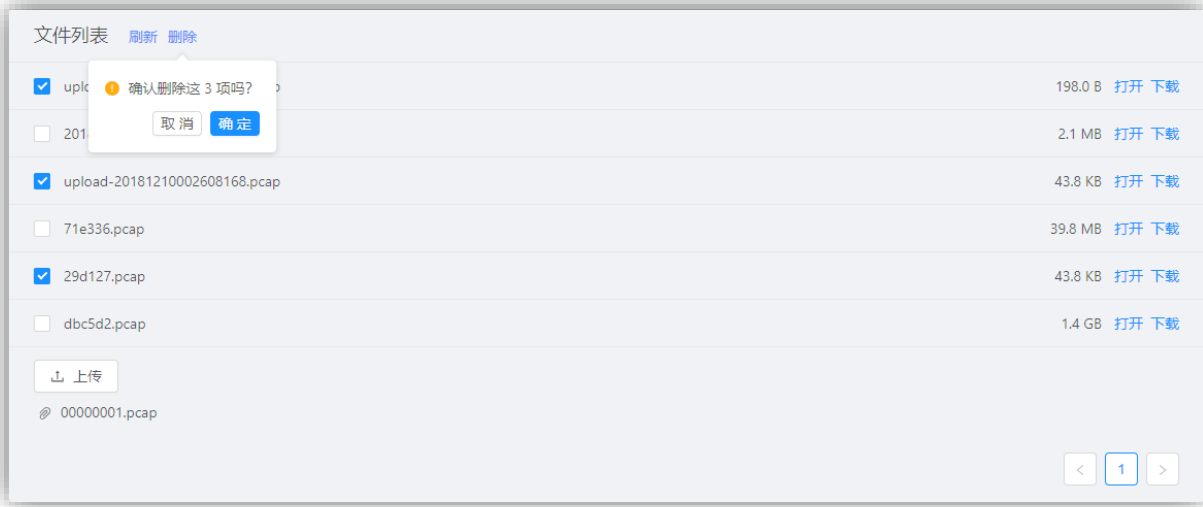 文件列表 刷新 删除
确认删除这 3 项吗?
取 消 确 定
198.0 B 打开 下载
2.1 MB 打开 下载
upload-20181210002608168.pcap 43.8 KB 打开 下载
71e336.pcap 39.8 MB 打开 下载
29d127.pcap 43.8 KB 打开 下载
dbc5d2.pcap 1.4 GB 打开 下载
上传
00000001.pcap
< 1 >